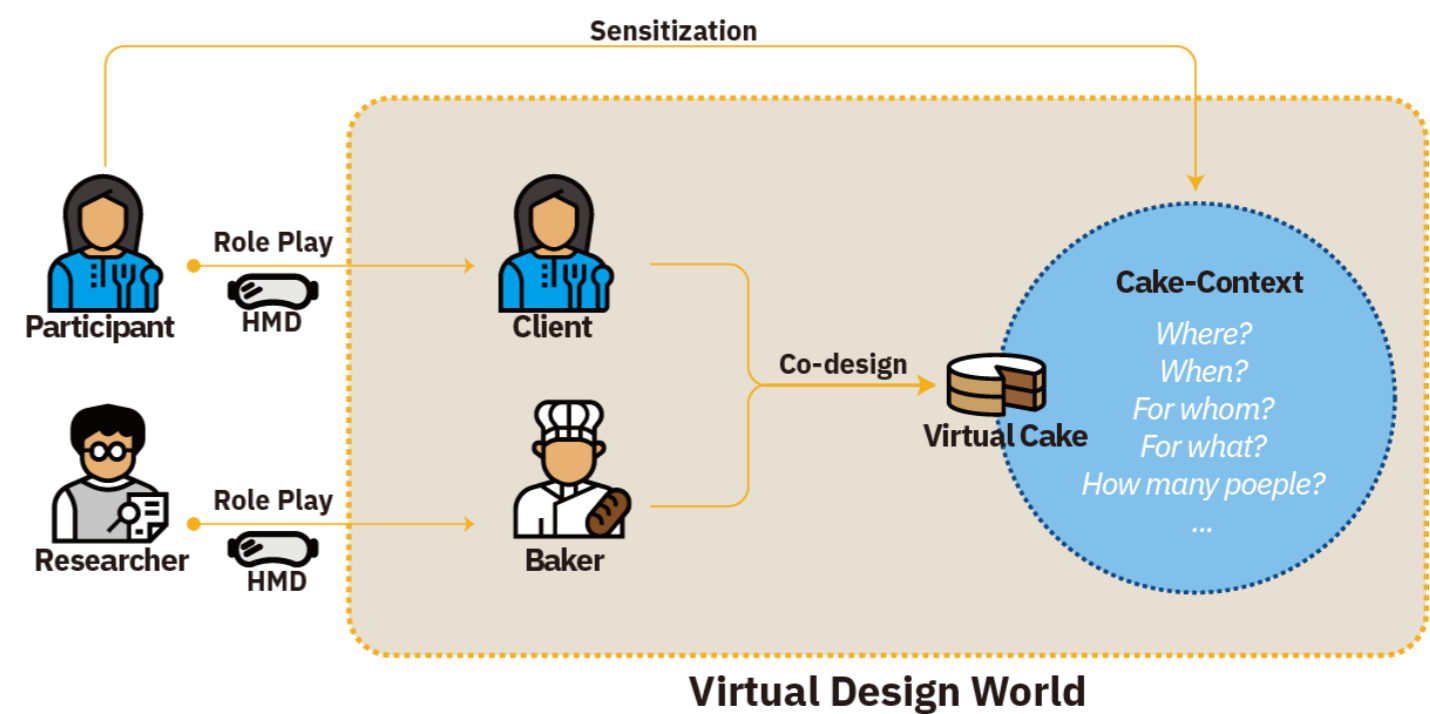 Sensitization
Role Play
HMD
Participant
Client
Cake-Context
Where?
When?
For whom?
For what?
How many poeple?
...
Co-design
Virtual Cake
Role Play
HMD
Researcher
Baker
Virtual Design World